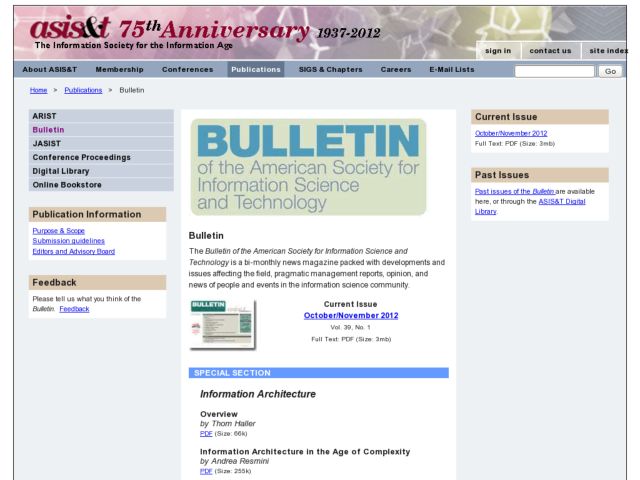 asis&t 75th Anniversary 1937-2012
The Information Society for the Information Age
sign in contact us site index
About ASIS&T Membership Conferences Publications SIGS & Chapters Careers E-Mail Lists Go
Home > Publications > Bulletin
ARIST
Bulletin
JASIST
Conference Proceedings
Digital Library
Online Bookstore
Publication Information
Purpose & Scope
Submission guidelines
Editors and Advisory Board
Feedback
Please tell us what you think of the
Bulletin. Feedback
BULLETIN
of the American Society for
Information Science
and Technology
Bulletin
The Bulletin of the American Society for Information Science and
Technology is a bi-monthly news magazine packed with developments and
issues affecting the field, pragmatic management reports, opinion, and
news of people and events in the information science community.
BULLETIN
Current Issue
October/November 2012
Vol. 39, No. 1
Full Text: PDF (Size: 3mb)
SPECIAL SECTION
Information Architecture
Overview
by Thom Haller
PDF (Size: 66k)
Information Architecture in the Age of Complexity
by Andrea Resmini
PDF (Size: 255k)
Current Issue
October/November 2012
Full Text: PDF (Size: 3mb)
Past Issues
Past issues of the Bulletin are available
here, or through the ASIS&T Digital
Library.